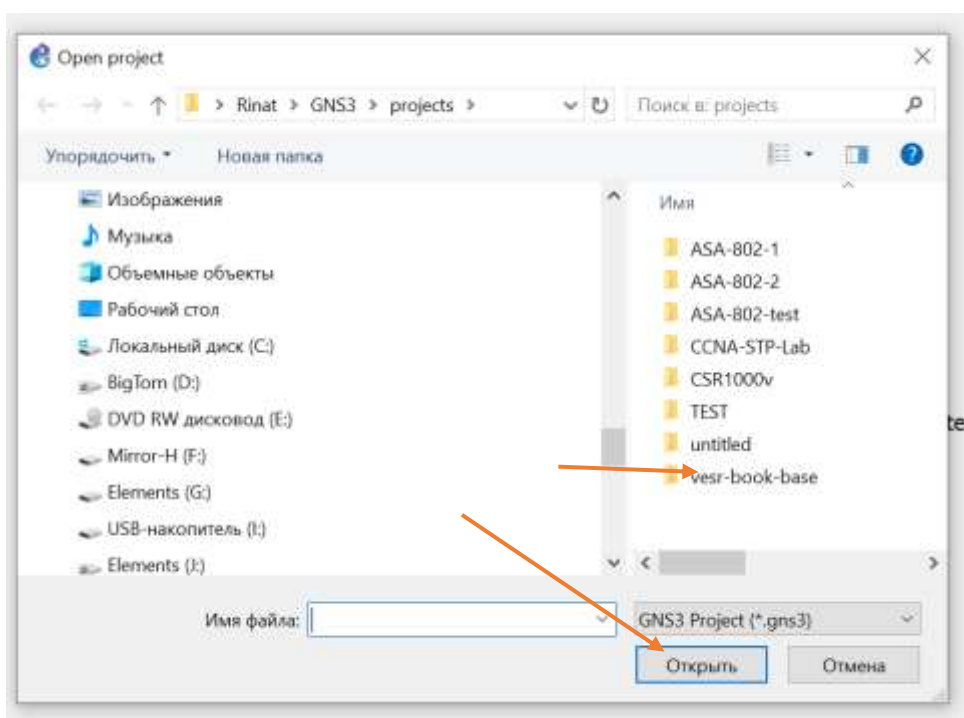 Open project
Rinat > GNS3 > projects >
Поиск в: projects
Упорядочить
Новая папка
Изображения
Музыка
Объемные объекты
Рабочий стол
Локальный диск (C:)
BigTom (D:)
DVD RW дисковод (E:)
Mirror-H (F:)
Elements (G:)
USB-накопитель (I:)
Elements (J:)
Имя
ASA-802-1
ASA-802-2
ASA-802-test
CCNA-STP-Lab
CSR1000v
TEST
untitled
vesr-book-base
te
Имя файла:
GNS3 Project (*.gns3)
Открыть
Отмена